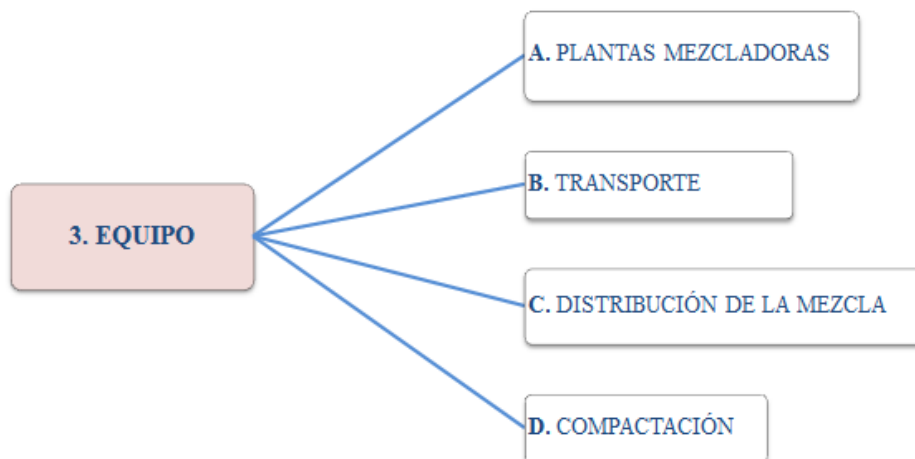 3. EQUIPO
A. PLANTAS MEZCLADORAS
B. TRANSPORTE
C. DISTRIBUCIÓN DE LA MEZCLA
D. COMPACTACIÓN